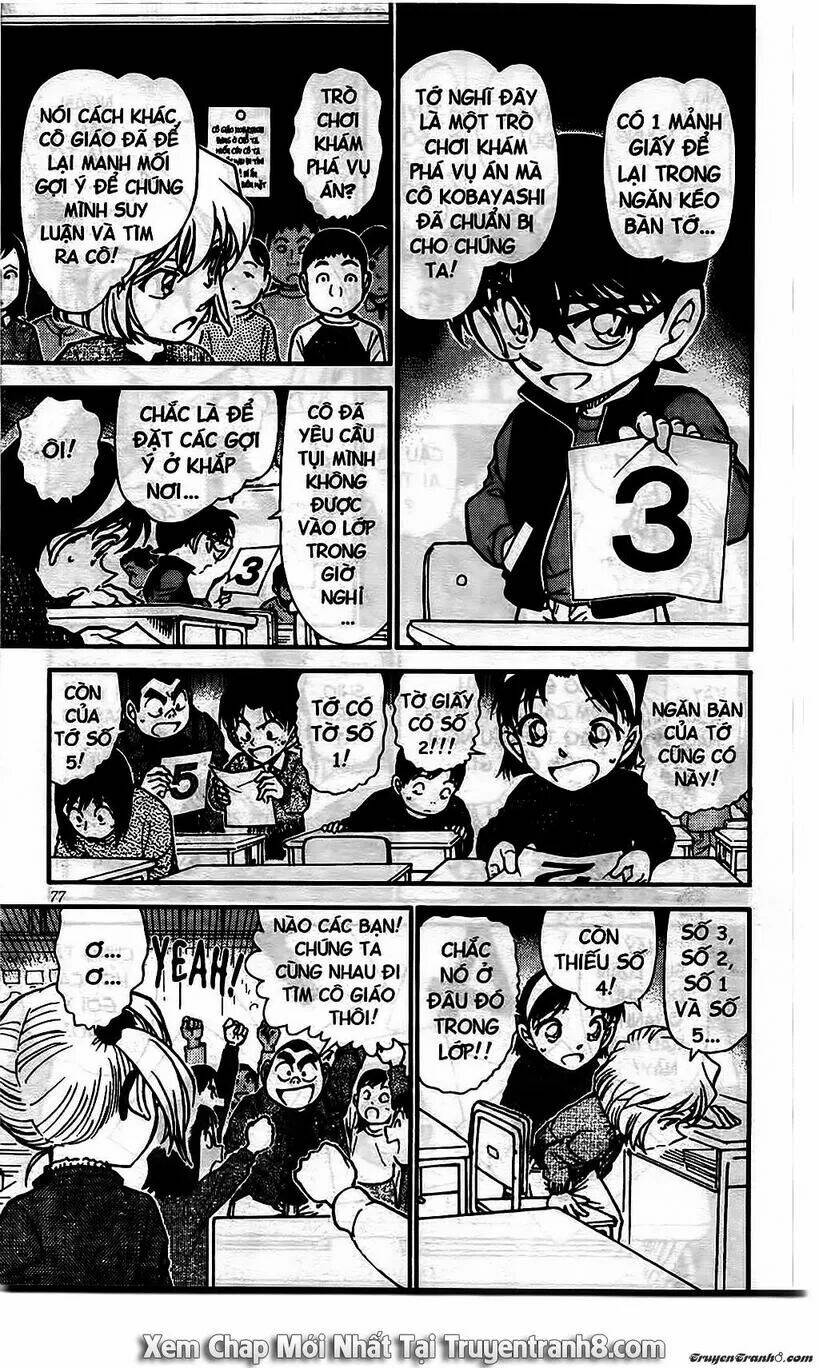 CÓ 1 MẢNH
GIẤY ĐỂ
LẠI TRONG
NGĂN KÉO
BÀN TỚ...
TỚ NGHĨ ĐÂY
LÀ MỘT TRÒ
CHƠI KHÁM
PHÁ VỤ ÁN MÀ
CÔ KOBAYASHI
ĐÃ CHUẨN BỊ
CHO CHÚNG
TA!
3
TRÒ
CHƠI
KHÁM
PHÁ VỤ
ÁN?
NÓI CÁCH KHÁC,
CÔ GIÁO ĐÃ ĐỂ
LẠI MANH MỐI
GỢI Ý ĐỂ CHÚNG
MÌNH SUY
LUẬN VÀ TÌM
RA CÔ!
CÔ ĐÃ
YÊU CẦU
TỤI MÌNH
KHÔNG
ĐƯỢC
VÀO LỚP
TRONG
GIỜ
NGHỈ
...
CHẮC LÀ ĐỂ
ĐẶT CÁC GỢI
Ý Ở KHẮP
NƠI...
3
ÔI!
NGĂN BÀN
CỦA TỚ
CŨNG CÓ
NÀY!
2
TỜ GIẤY
CÓ SỐ
2!!!
TỚ CÓ
TỜ SỐ
1!
5
CÒN
CỦA TỚ
SỐ
5!
77
SỐ 3,
SỐ 2,
SỐ 1
VÀ SỐ
5...
CÒN
THIẾU SỐ
4!
CHẮC
NÓ Ở
ĐÂU ĐÓ
TRONG
LỚP!!
NÀO CÁC BẠN!
CHÚNG TA
CÙNG NHAU ĐI
TÌM CÔ GIÁO
THÔI!
YEAH!
Ơ...
Ơ...
Xem Chap Mới Nhất Tại Truyentranh8.com
TruyenTranh8.com